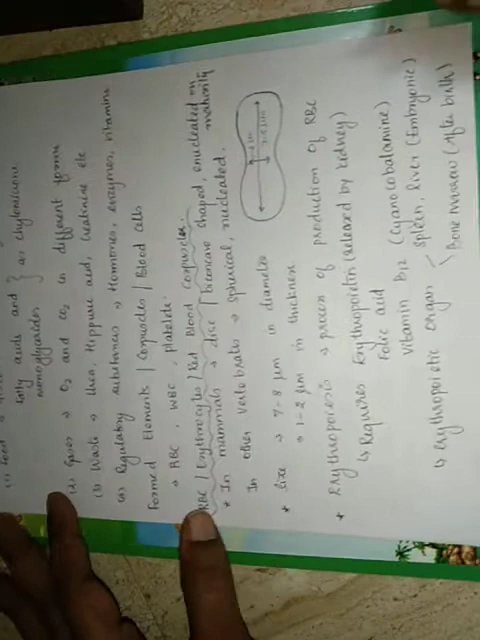 Fatty acids and } as chylomicrons
monoglycerides
(2) Gases → O2 and CO2 in different forms
(3) Waste → Urea, Hippuric acid, Creatinine etc
(4) Regulatory substances → Hormones, enzymes, vitamins
Formed Elements / Corpuscles / Blood cells
→ RBC, WBC, platelets.
RBC / Erythrocytes / Red Blood Corpuscles:
* In mammals → disc / biconcave shaped, enucleated on maturity
In other vertebrates → spherical, nucleated.
* Size → 7-8 μm in diameter
→ 1-2 μm in thickness
* Erythropoiesis → process of production of RBC
↳ Requires Erythropoietin (released by kidney)
Folic acid
Vitamin B12 (Cyanocobalamine)
↳ erythropoietic organ < spleen, liver (Embryonic)
Bone marrow (after birth)